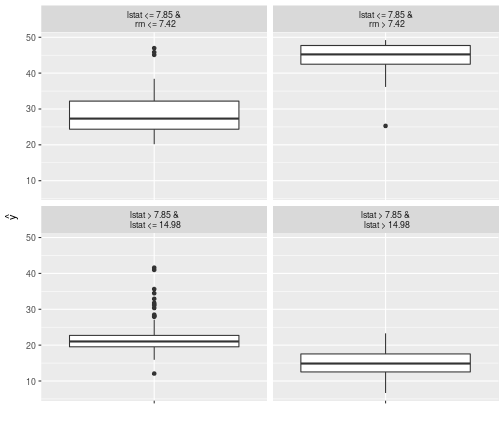 lstat <= 7.85 &
rm <= 7.42
lstat <= 7.85 &
rm > 7.42
50
40
30
20
10
ŷ
lstat > 7.85 &
lstat <= 14.98
lstat > 7.85 &
lstat > 14.98
50
40
30
20
10